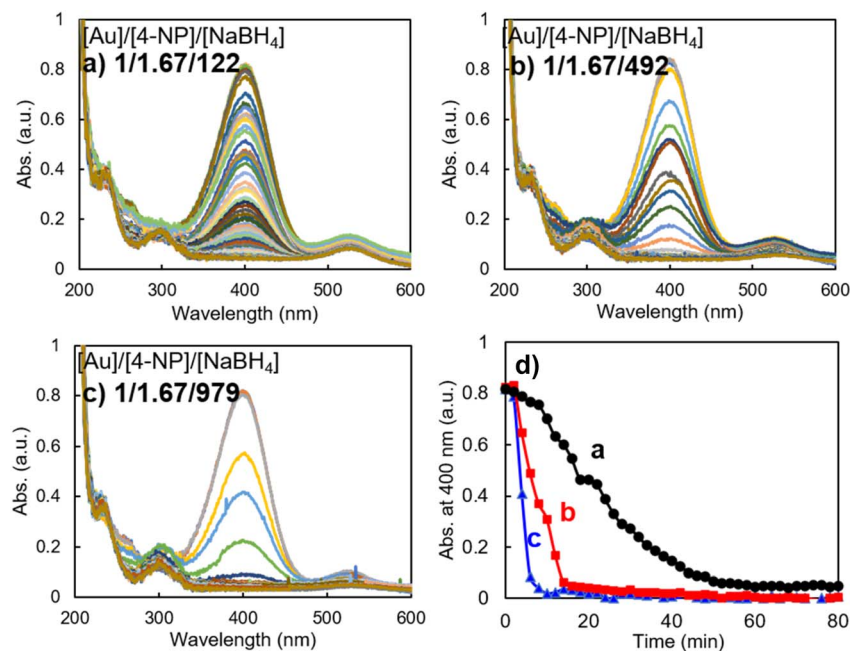 [Au]/[4-NP]/[NaBH4]
a) 1/1.67/122
Abs. (a.u.)
1
0.8
0.6
0.4
0.2
0
200 300 400 500 600
Wavelength (nm)
[Au]/[4-NP]/[NaBH4]
b) 1/1.67/492
Abs. (a.u.)
1
0.8
0.6
0.4
0.2
0
200 300 400 500 600
Wavelength (nm)
[Au]/[4-NP]/[NaBH4]
c) 1/1.67/979
Abs. (a.u.)
1
0.8
0.6
0.4
0.2
0
200 300 400 500 600
Wavelength (nm)
d)
Abs. at 400 nm (a.u.)
1
0.8
0.6
0.4
0.2
0
a
b
c
0 20 40 60 80
Time (min)